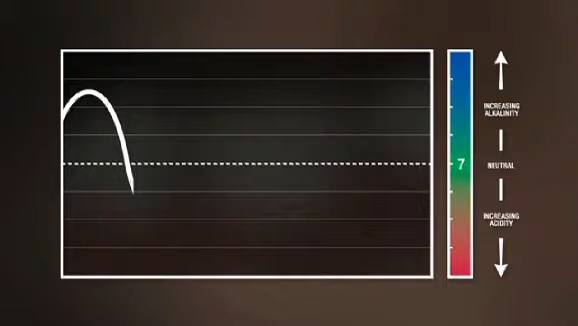 INCREASING
ALKALINITY
7
NEUTRAL
INCREASING
ACIDITY